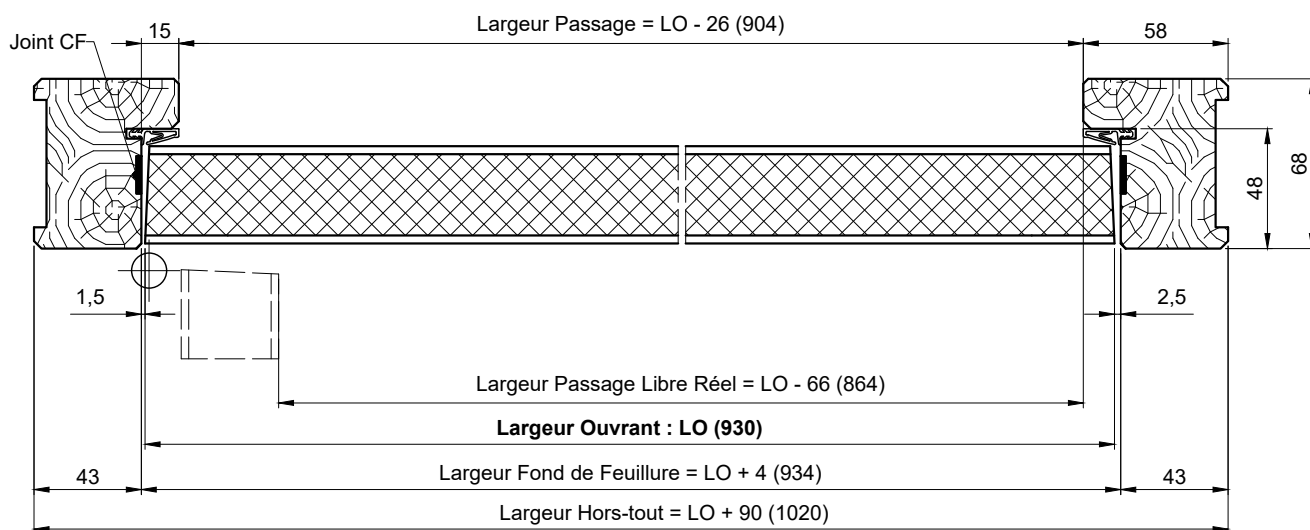 15
Largeur Passage = LO - 26 (904)
58
Joint CF
48
68
1,5
2,5
Largeur Passage Libre Réel = LO - 66 (864)
Largeur Ouvrant : LO (930)
43
Largeur Fond de Feuillure = LO + 4 (934)
43
Largeur Hors-tout = LO + 90 (1020)